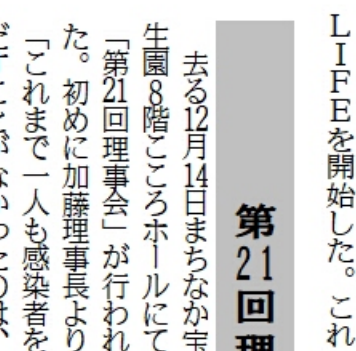 LIFEを開始した。これ
第21回理
去る12月14日まちなか宝
生園8階こころホールにて
「第21回理事会」が行われ
た。初めに加藤理事長より
「これまで一人も感染者を